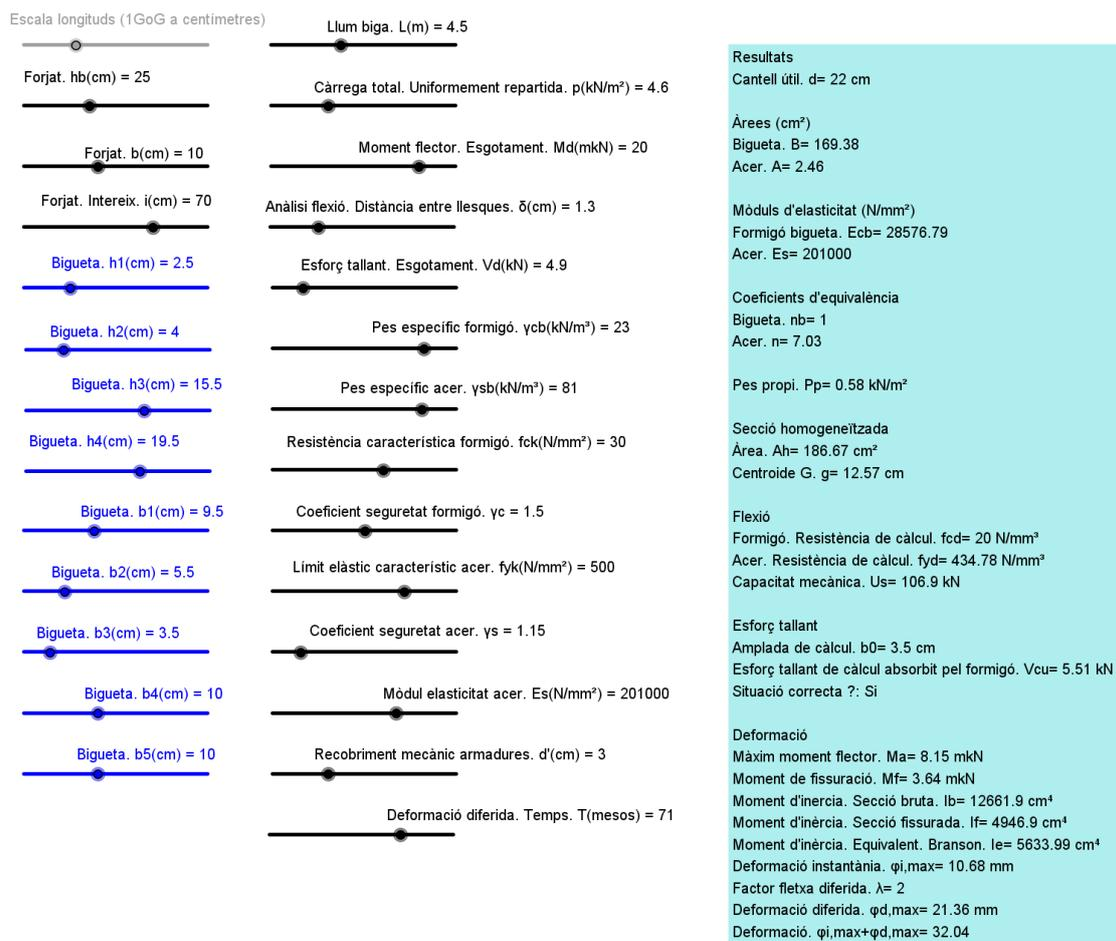 Escala longituds (1GoG a centímetres)
Forjat. hb(cm) = 25
Forjat. b(cm) = 10
Forjat. Intereix. i(cm) = 70
Bigueta. h1(cm) = 2.5
Bigueta. h2(cm) = 4
Bigueta. h3(cm) = 15.5
Bigueta. h4(cm) = 19.5
Bigueta. b1(cm) = 9.5
Bigueta. b2(cm) = 5.5
Bigueta. b3(cm) = 3.5
Bigueta. b4(cm) = 10
Bigueta. b5(cm) = 10
Llum biga. L(m) = 4.5
Càrrega total. Uniformement repartida. p(kN/m²) = 4.6
Moment flector. Esgotament. Md(mkN) = 20
Anàlisi flexió. Distància entre llesques. δ(cm) = 1.3
Esforç tallant. Esgotament. Vd(kN) = 4.9
Pes específic formigó. γcb(kN/m³) = 23
Pes específic acer. γsb(kN/m³) = 81
Resistència característica formigó. fck(N/mm²) = 30
Coeficient seguretat formigó. γc = 1.5
Límit elàstic característic acer. fyk(N/mm²) = 500
Coeficient seguretat acer. γs = 1.15
Mòdul elasticitat acer. Es(N/mm²) = 201000
Recobriment mecànic armadures. d'(cm) = 3
Deformació diferida. Temps. T(mesos) = 71
Resultats
Cantell útil. d= 22 cm
Àrees (cm²)
Bigueta. B= 169.38
Acer. A= 2.46
Mòduls d'elasticitat (N/mm²)
Formigó bigueta. Ecb= 28576.79
Acer. Es= 201000
Coeficients d'equivalència
Bigueta. nb= 1
Acer. n= 7.03
Pes propi. Pp= 0.58 kN/m²
Secció homogeneïtzada
Àrea. Ah= 186.67 cm²
Centroide G. g= 12.57 cm
Flexió
Formigó. Resistència de càlcul. fcd= 20 N/mm³
Acer. Resistència de càlcul. fyd= 434.78 N/mm³
Capacitat mecànica. Us= 106.9 kN
Esforç tallant
Amplada de càlcul. b0= 3.5 cm
Esforç tallant de càlcul absorbit pel formigó. Vcu= 5.51 kN
Situació correcta ?: Si
Deformació
Màxim moment flector. Ma= 8.15 mkN
Moment de fissuració. Mf= 3.64 mkN
Moment d'inercia. Secció bruta. Ib= 12661.9 cm⁴
Moment d'inèrcia. Secció fissurada. If= 4946.9 cm⁴
Moment d'inèrcia. Equivalent. Branson. Ie= 5633.99 cm⁴
Deformació instantània. φi,max= 10.68 mm
Factor fletxa diferida. λ= 2
Deformació diferida. φd,max= 21.36 mm
Deformació. φi,max+φd,max= 32.04